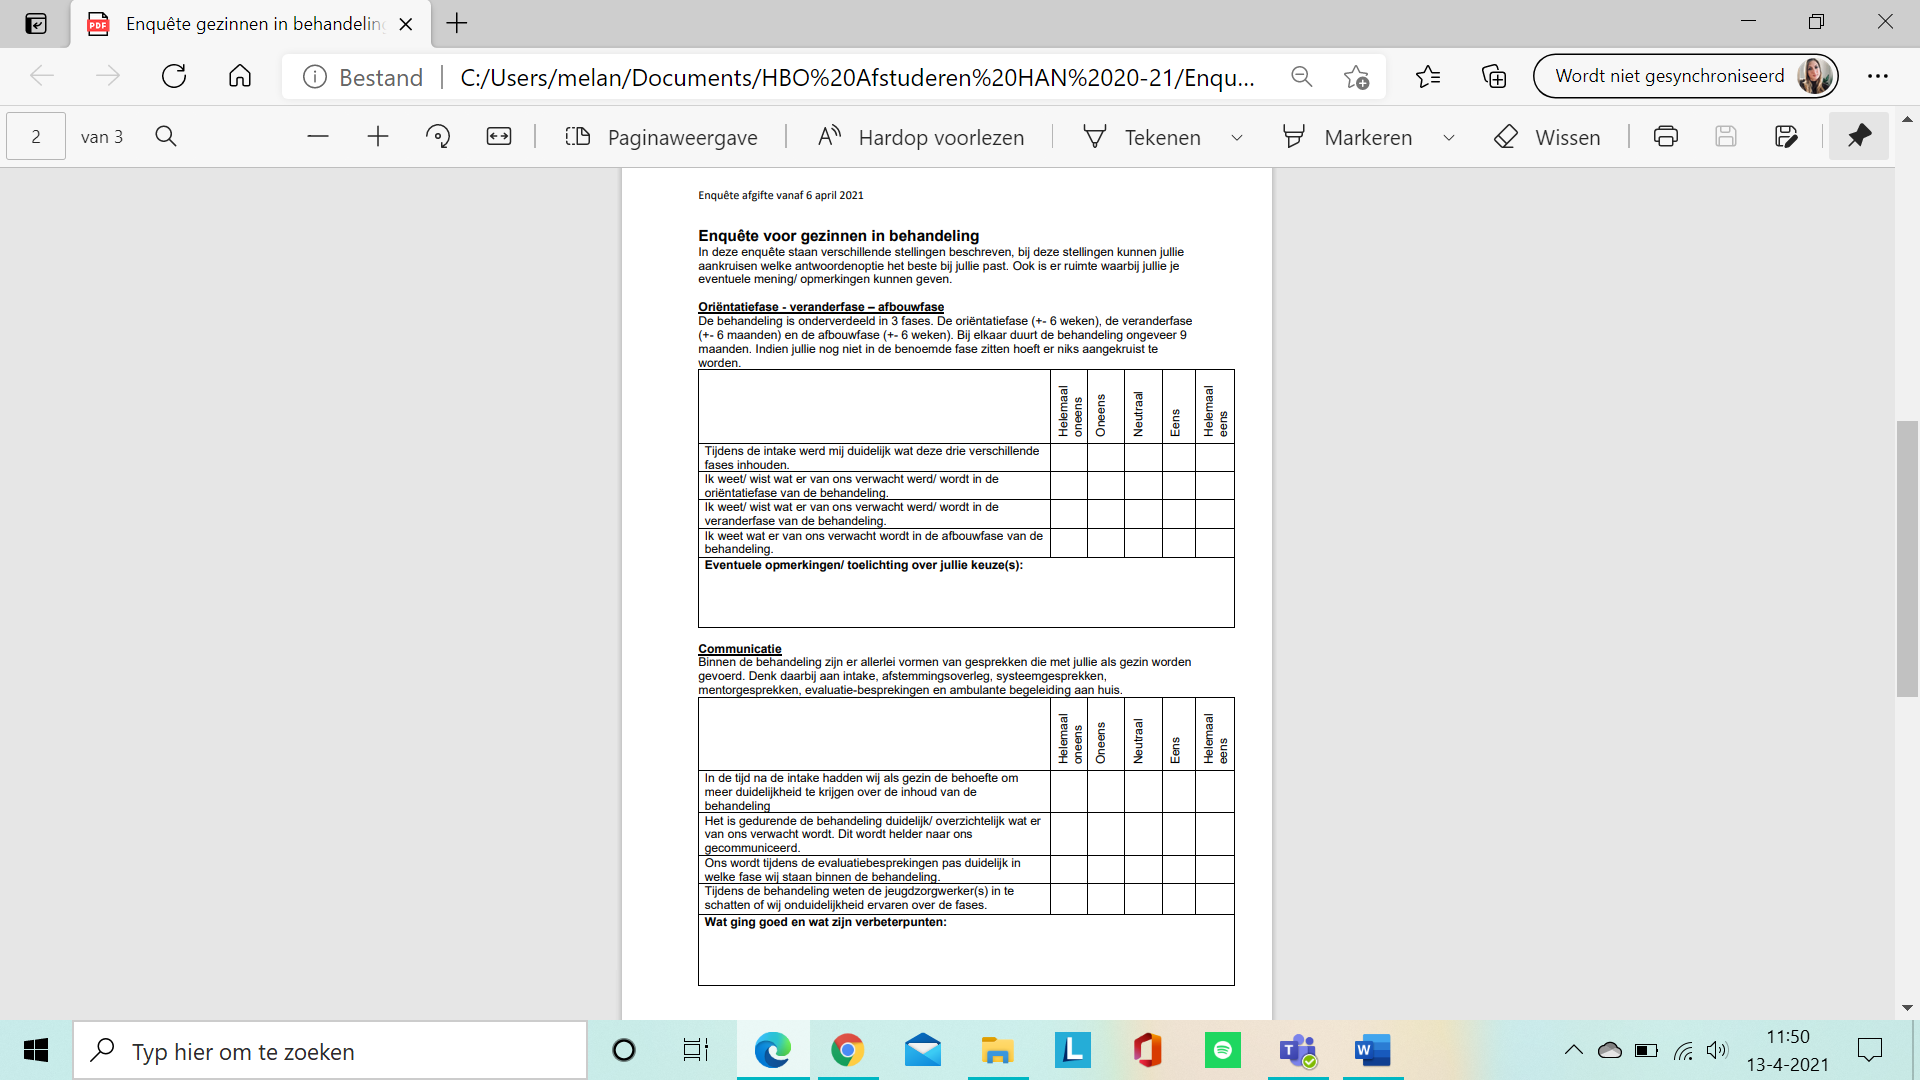 Enquête gezinnen in behandeling
Bestand
C:/Users/melan/Documents/HBO%20Afstuderen%20HAN%2020-21/Enqu...
Wordt niet gesynchroniseerd
2 van 3
Paginaweergave
Hardop voorlezen
Tekenen
Markeren
Wissen
Enquête afgifte vanaf 6 april 2021
Enquête voor gezinnen in behandeling
In deze enquête staan verschillende stellingen beschreven, bij deze stellingen kunnen jullie
aankruisen welke antwoordenoptie het beste bij jullie past. Ook is er ruimte waarbij jullie je
eventuele mening/ opmerkingen kunnen geven.
Oriëntatiefase - veranderfase – afbouwfase
De behandeling is onderverdeeld in 3 fases. De oriëntatiefase (+- 6 weken), de veranderfase
(+- 6 maanden) en de afbouwfase (+- 6 weken). Bij elkaar duurt de behandeling ongeveer 9
maanden. Indien jullie nog niet in de benoemde fase zitten hoeft er niks aangekruist te
worden.
Helemaal
oneens
Oneens
Neutraal
Eens
Helemaal
eens
Tijdens de intake werd mij duidelijk wat deze drie verschillende
fases inhouden.
Ik weet/ wist wat er van ons verwacht werd/ wordt in de
oriëntatiefase van de behandeling.
Ik weet/ wist wat er van ons verwacht werd/ wordt in de
veranderfase van de behandeling.
Ik weet wat er van ons verwacht wordt in de afbouwfase van de
behandeling.
Eventuele opmerkingen/ toelichting over jullie keuze(s):
Communicatie
Binnen de behandeling zijn er allerlei vormen van gesprekken die met jullie als gezin worden
gevoerd. Denk daarbij aan intake, afstemmingsoverleg, systeemgesprekken,
mentorgesprekken, evaluatie-besprekingen en ambulante begeleiding aan huis.
Helemaal
oneens
Oneens
Neutraal
Eens
Helemaal
eens
In de tijd na de intake hadden wij als gezin de behoefte om
meer duidelijkheid te krijgen over de inhoud van de
behandeling
Het is gedurende de behandeling duidelijk/ overzichtelijk wat er
van ons verwacht wordt. Dit wordt helder naar ons
gecommuniceerd.
Ons wordt tijdens de evaluatiebesprekingen pas duidelijk in
welke fase wij staan binnen de behandeling.
Tijdens de behandeling weten de jeugdzorgwerker(s) in te
schatten of wij onduidelijkheid ervaren over de fases.
Wat ging goed en wat zijn verbeterpunten:
Typ hier om te zoeken
11:50
13-4-2021